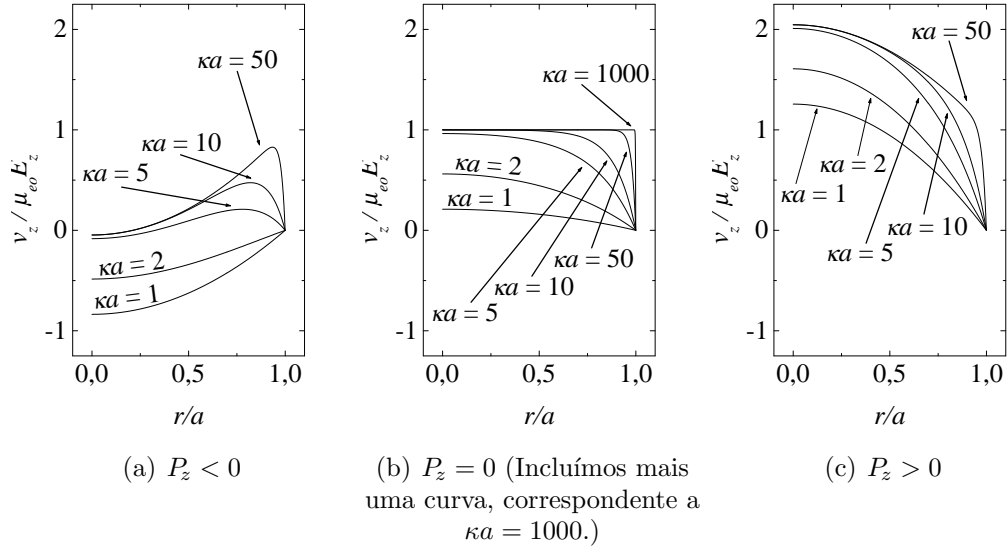 2
1
0
-1
v_z / μ_eo E_z
κa = 50
κa = 10
κa = 5
κa = 2
κa = 1
0,0 0,5 1,0
r/a
(a) P_z < 0
2
1
0
-1
v_z / μ_eo E_z
κa = 1000
κa = 2
κa = 1
κa = 50
κa = 10
κa = 5
0,0 0,5 1,0
r/a
(b) P_z = 0 (Incluímos mais
uma curva, correspondente a
κa = 1000.)
2
1
0
-1
v_z / μ_eo E_z
κa = 50
κa = 2
κa = 1
κa = 10
κa = 5
0,0 0,5 1,0
r/a
(c) P_z > 0